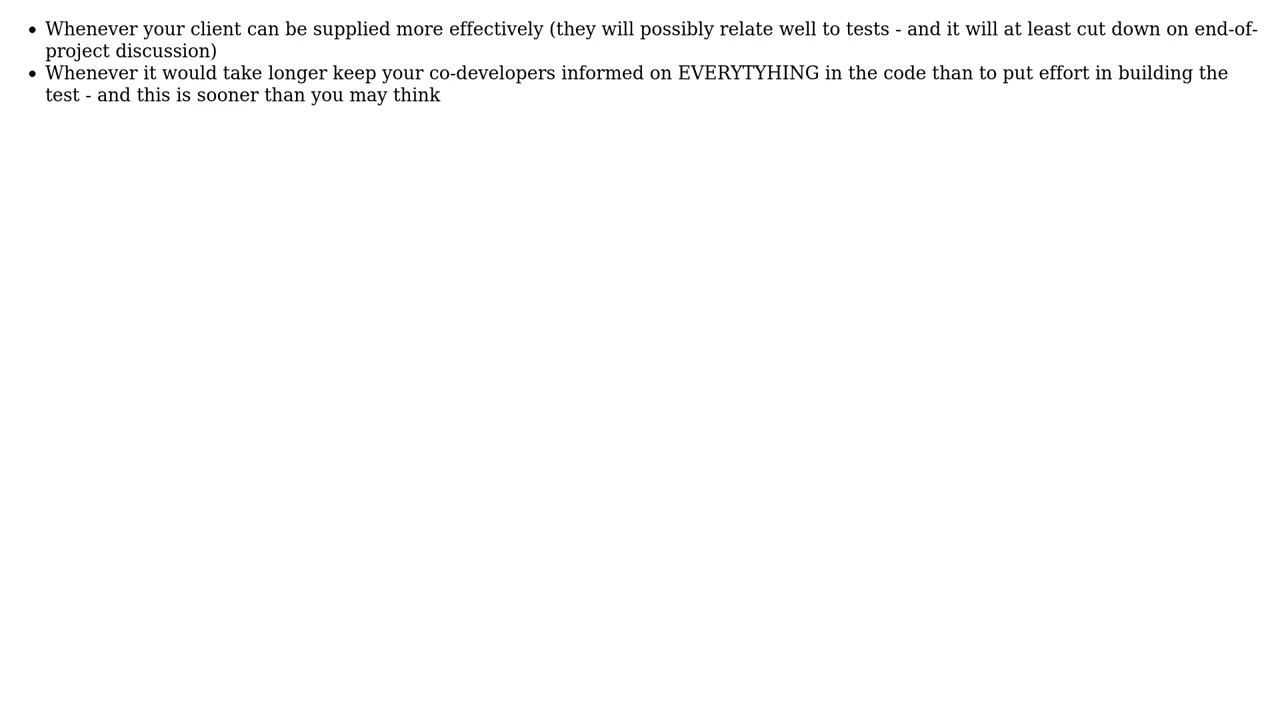 • Whenever your client can be supplied more effectively (they will possibly relate well to tests - and it will at least cut down on end-of-
project discussion)
• Whenever it would take longer keep your co-developers informed on EVERYTYHING in the code than to put effort in building the
test - and this is sooner than you may think